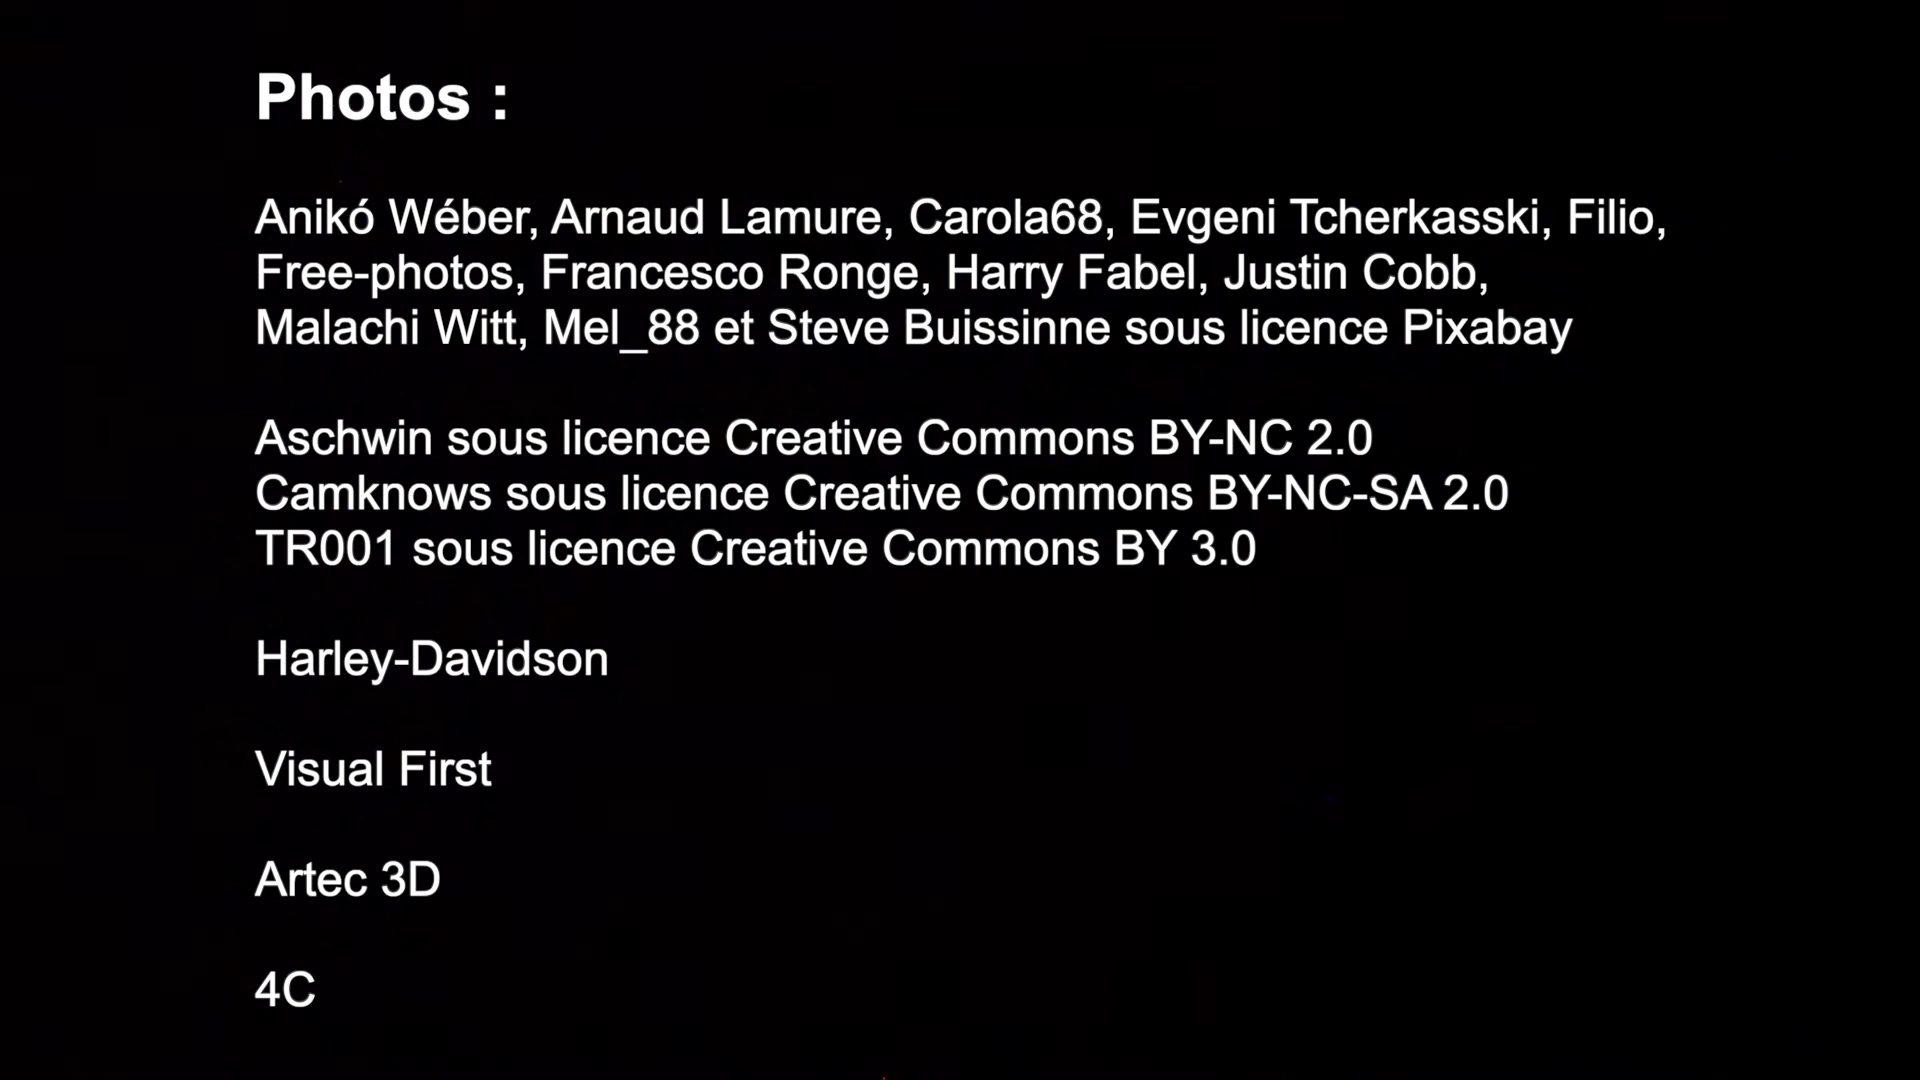 Photos :
Anikó Wéber, Arnaud Lamure, Carola68, Evgeni Tcherkasski, Filio,
Free-photos, Francesco Ronge, Harry Fabel, Justin Cobb,
Malachi Witt, Mel_88 et Steve Buissinne sous licence Pixabay
Aschwin sous licence Creative Commons BY-NC 2.0
Camknows sous licence Creative Commons BY-NC-SA 2.0
TR001 sous licence Creative Commons BY 3.0
Harley-Davidson
Visual First
Artec 3D
4C